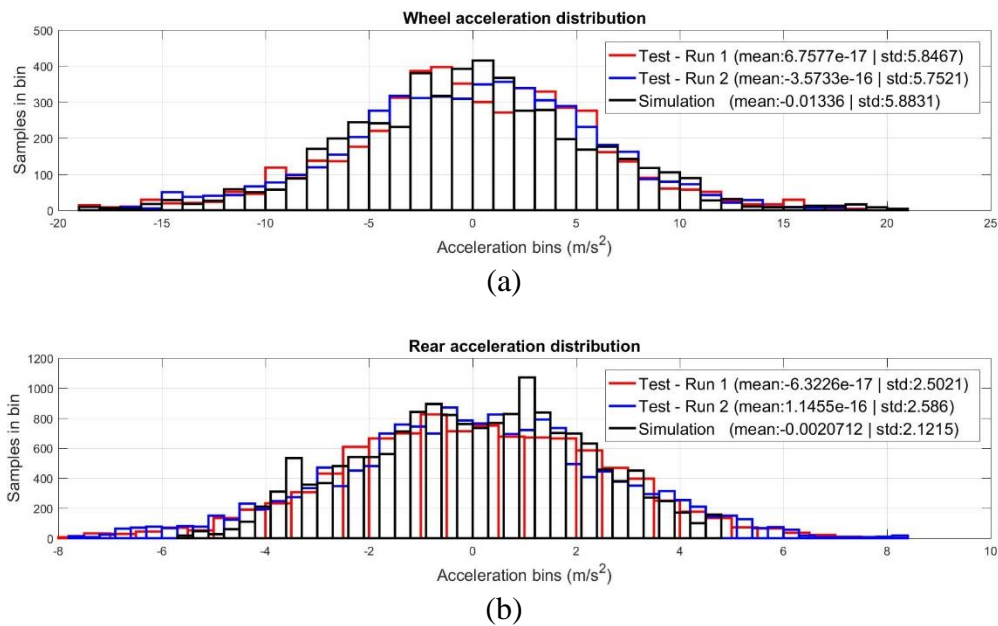 Wheel acceleration distribution
500
400
300
200
100
0
Samples in bin
Test - Run 1 (mean:6.7577e-17 | std:5.8467)
Test - Run 2 (mean:-3.5733e-16 | std:5.7521)
Simulation (mean:-0.01336 | std:5.8831)
-20 -15 -10 -5 0 5 10 15 20 25
Acceleration bins (m/s²)
(a)
Rear acceleration distribution
1200
1000
800
600
400
200
0
Samples in bin
Test - Run 1 (mean:-6.3226e-17 | std:2.5021)
Test - Run 2 (mean:1.1455e-16 | std:2.586)
Simulation (mean:-0.0020712 | std:2.1215)
-8 -6 -4 -2 0 2 4 6 8 10
Acceleration bins (m/s²)
(b)